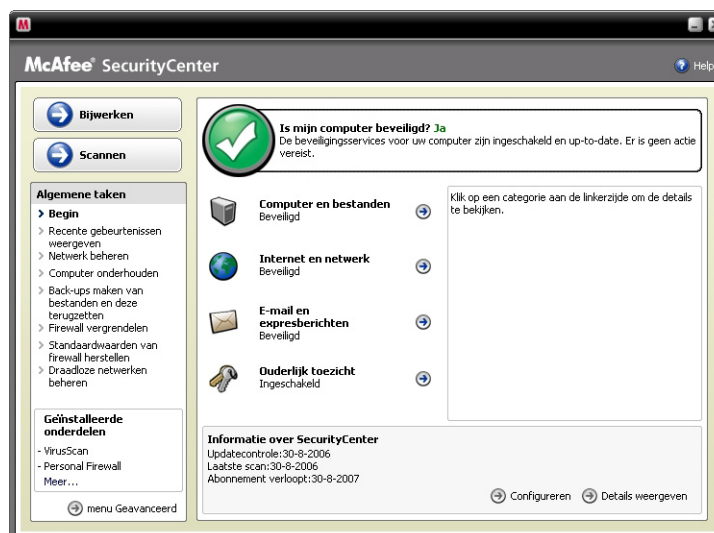 McAfee® SecurityCenter
Help
Bijwerken
Scannen
Algemene taken
Begin
Recente gebeurtenissen
weergeven
Netwerk beheren
Computer onderhouden
Back-ups maken van
bestanden en deze
terugzetten
Firewall vergrendelen
Standaardwaarden van
firewall herstellen
Draadloze netwerken
beheren
Geïnstalleerde
onderdelen
- VirusScan
- Personal Firewall
Meer...
menu Geavanceerd
Is mijn computer beveiligd? Ja
De beveiligingsservices voor uw computer zijn ingeschakeld en up-to-date. Er is geen actie
vereist.
Computer en bestanden
Beveiligd
Internet en netwerk
Beveiligd
E-mail en
expresberichten
Beveiligd
Ouderlijk toezicht
Ingeschakeld
Klik op een categorie aan de linkerzijde om de details
te bekijken.
Informatie over SecurityCenter
Updatecontrole:30-8-2006
Laatste scan:30-8-2006
Abonnement verloopt:30-8-2007
Configureren
Details weergeven